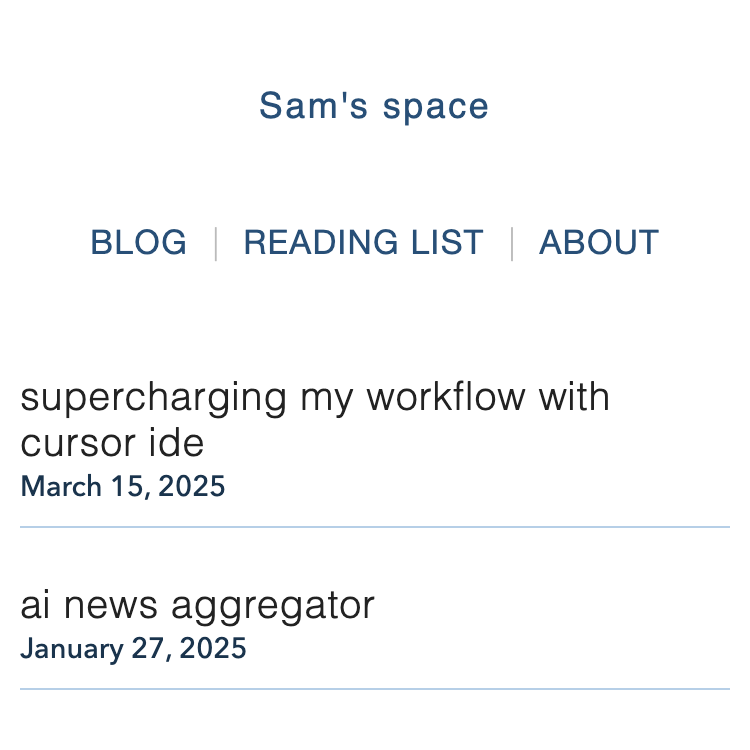 Sam's space
BLOG | READING LIST | ABOUT
supercharging my workflow with
cursor ide
March 15, 2025
ai news aggregator
January 27, 2025